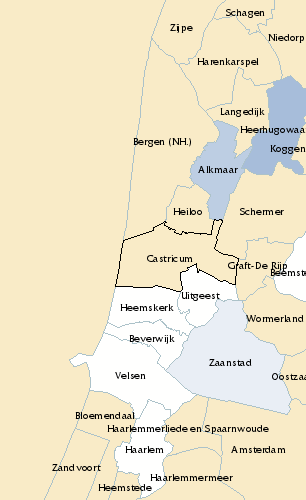 Schagen
Zijpe
Niedorp
Harenkarspel
Langedijk
Heerhugowaa
Bergen (NH.)
Koggen
Alkmaar
Heiloo
Schermer
Castricum
Graft-De Rijp
Beemste
Uitgeest
Heemskerk
Wormerland
Beverwijk
Zaanstad
Velsen
Oostzaa
Bloemendaal
Haarlemmerliede en Spaarnwoude
Haarlem
Amsterdam
Zandvoort
Haarlemmermeer
Heemstede